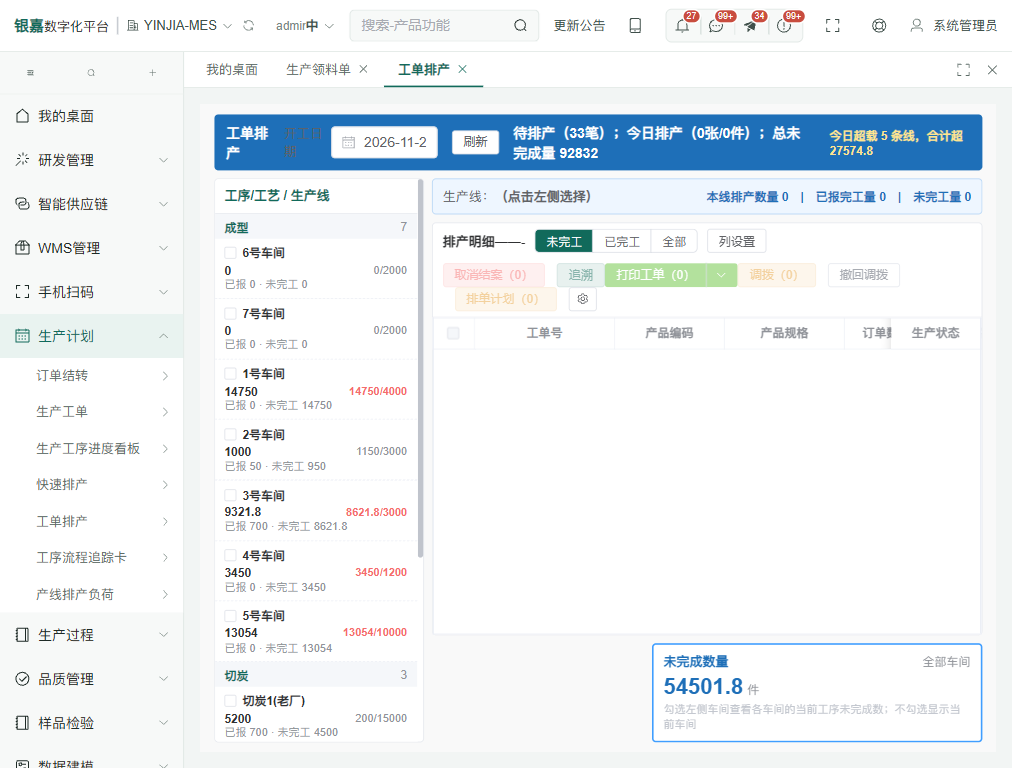 银嘉数字化平台
YINJIA-MES
admin中
搜索-产品功能
更新公告
27
99+
34
99+
系统管理员
我的桌面
生产领料单
工单排产
我的桌面
研发管理
智能供应链
WMS管理
手机扫码
生产计划
订单结转
生产工单
生产工序进度看板
快速排产
工单排产
工序流程追踪卡
产线排产负荷
生产过程
品质管理
样品检验
数据建模
工单排
产
2026-11-2
刷新
待排产（33笔）；今日排产（0张/0件）；总未
完成量 92832
今日超载 5 条线，合计超
27574.8
工序/工艺 / 生产线
成型 7
6号车间
0 0/2000
已报 0 · 未完工 0
7号车间
0 0/2000
已报 0 · 未完工 0
1号车间
14750 14750/4000
已报 0 · 未完工 14750
2号车间
1000 1150/3000
已报 50 · 未完工 950
3号车间
9321.8 8621.8/3000
已报 700 · 未完工 8621.8
4号车间
3450 3450/1200
已报 0 · 未完工 3450
5号车间
13054 13054/10000
已报 0 · 未完工 13054
切炭 3
切炭1(老厂)
5200 200/15000
已报 700 · 未完工 4500
生产线： （点击左侧选择） 本线排产数量 0 | 已报完工量 0 | 未完工量 0
排产明细——- 未完工 已完工 全部 列设置
取消结案（0） 追溯 打印工单（0） 调拨（0） 撤回调拨
排单计划（0）
工单号 产品编码 产品规格 订单数 生产状态
未完成数量 全部车间
54501.8 件
勾选左侧车间查看各车间的当前工序未完成数；不勾选显示当
前车间